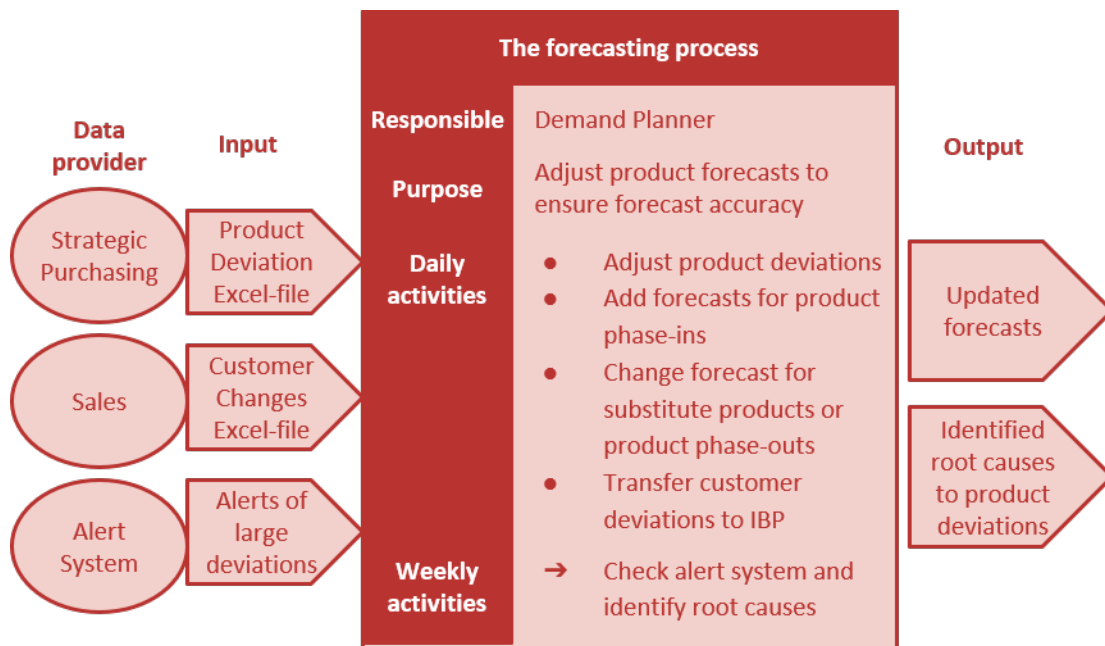 The forecasting process
Data
provider
Input
Strategic
Purchasing
Product
Deviation
Excel-file
Sales
Customer
Changes
Excel-file
Alert
System
Alerts of
large
deviations
Responsible
Demand Planner
Purpose
Adjust product forecasts to
ensure forecast accuracy
Daily
activities
● Adjust product deviations
● Add forecasts for product
phase-ins
● Change forecast for
substitute products or
product phase-outs
● Transfer customer
deviations to IBP
Weekly
activities
➔ Check alert system and
identify root causes
Output
Updated
forecasts
Identified
root causes
to product
deviations